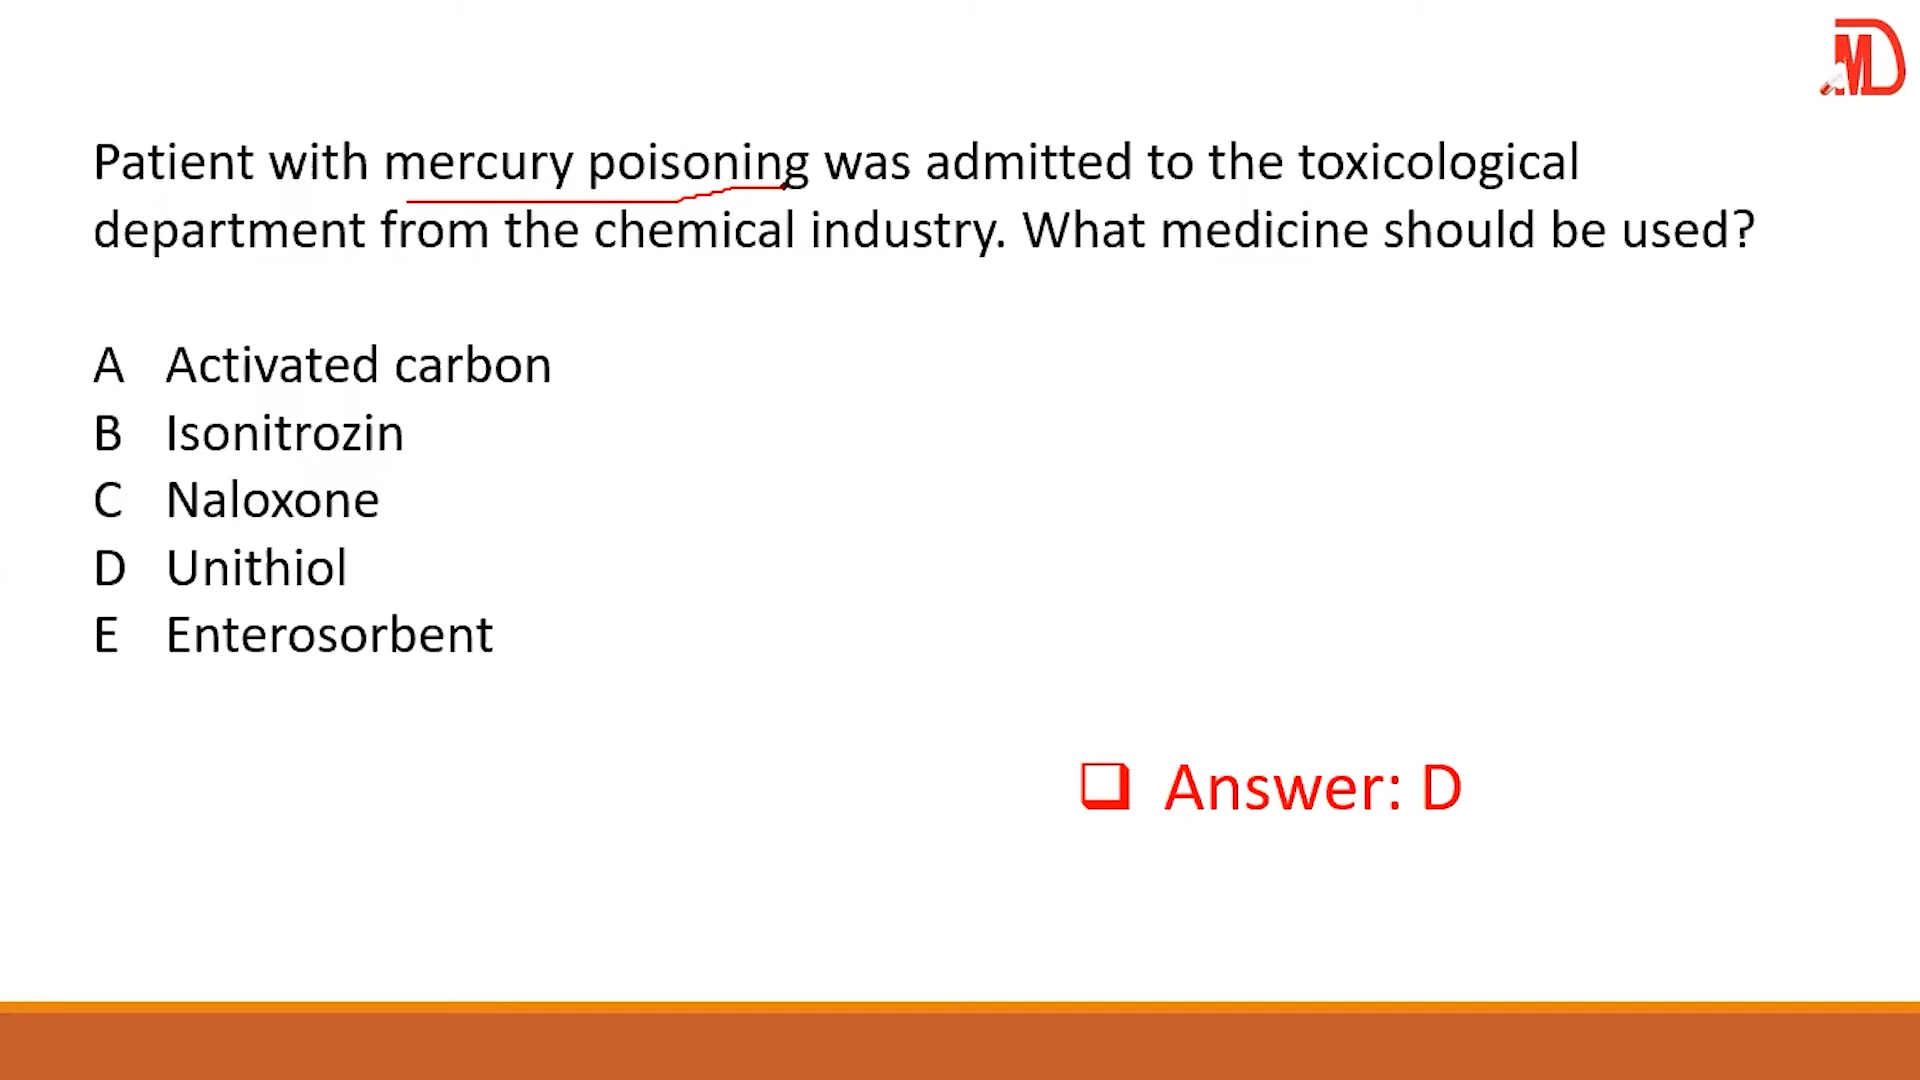 MD
Patient with mercury poisoning was admitted to the toxicological
department from the chemical industry. What medicine should be used?
A Activated carbon
B Isonitrozin
C Naloxone
D Unithiol
E Enterosorbent
❑ Answer: D